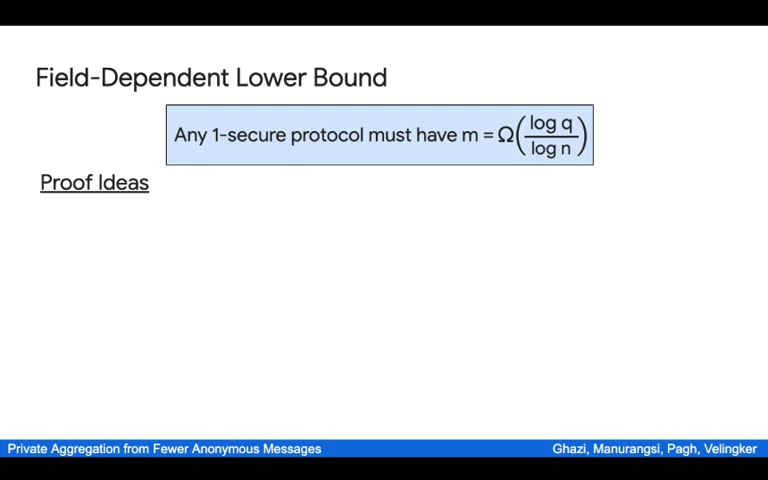 Field-Dependent Lower Bound
Any 1-secure protocol must have m = Ω(log q / log n)
Proof Ideas
Private Aggregation from Fewer Anonymous Messages
Ghazi, Manurangsi, Pagh, Velingker